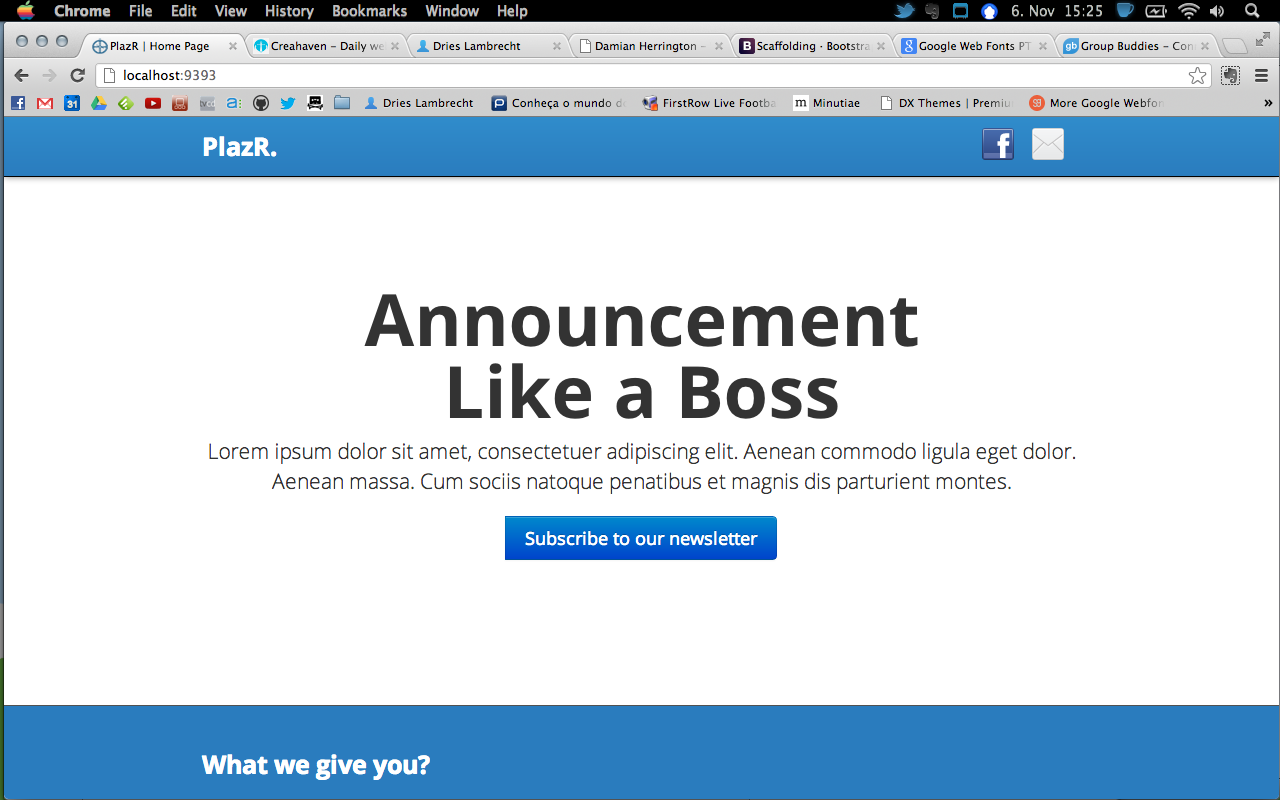 Chrome File Edit View History Bookmarks Window Help 6. Nov 15:25
PlazR | Home Page Creahaven – Daily we Dries Lambrecht Damian Herrington – Scaffolding · Bootstra Google Web Fonts PT Group Buddies – Con
localhost:9393
31 Dries Lambrecht Conheça o mundo d FirstRow Live Footba m Minutiae DX Themes | Premiu More Google Webfor »
PlazR.
Announcement
Like a Boss
Lorem ipsum dolor sit amet, consectetuer adipiscing elit. Aenean commodo ligula eget dolor.
Aenean massa. Cum sociis natoque penatibus et magnis dis parturient montes.
Subscribe to our newsletter
What we give you?